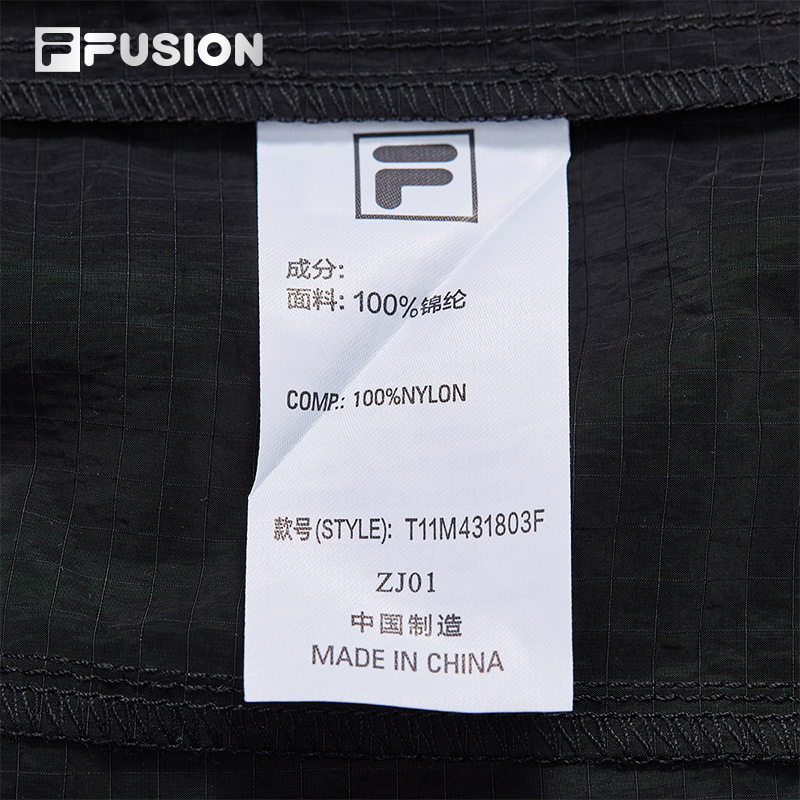 FUSION
F
成分:
面料: 100%锦纶
COMP.: 100%NYLON
款号(STYLE): T11M431803F
ZJ01
中国制造
MADE IN CHINA